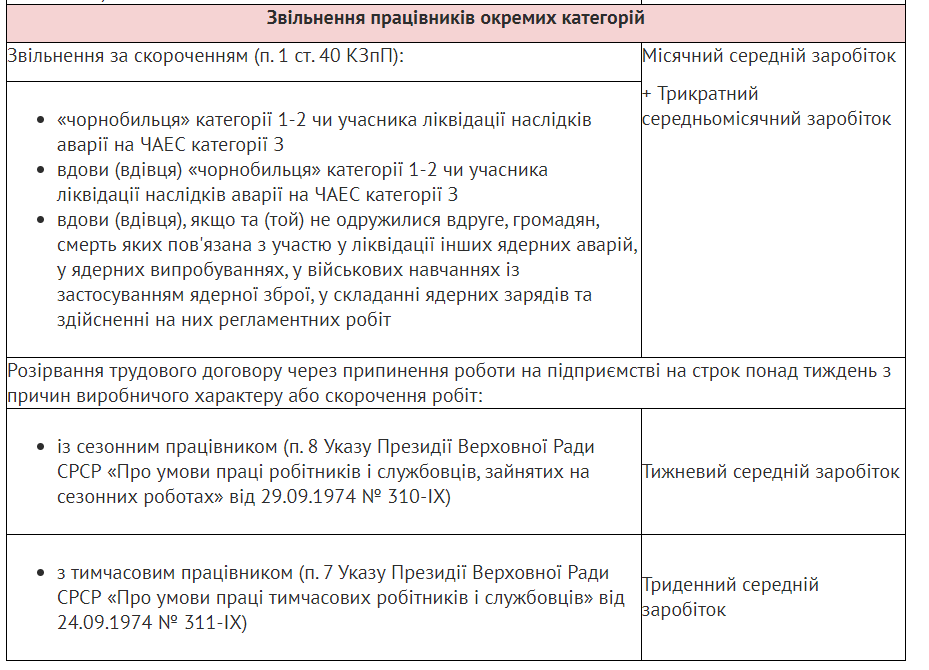 Звільнення працівників окремих категорій
Звільнення за скороченням (п. 1 ст. 40 КЗпП):
Місячний середній заробіток
+ Трикратний
середньомісячний заробіток
«чорнобильця» категорії 1-2 чи учасника ліквідації наслідків
аварії на ЧАЕС категорії 3
вдови (вдівця) «чорнобильця» категорії 1-2 чи учасника
ліквідації наслідків аварії на ЧАЕС категорії 3
вдови (вдівця), якщо та (той) не одружилися вдруге, громадян,
смерть яких пов'язана з участю у ліквідації інших ядерних аварій,
у ядерних випробуваннях, у військових навчаннях із
застосуванням ядерної зброї, у складанні ядерних зарядів та
здійсненні на них регламентних робіт
Розірвання трудового договору через припинення роботи на підприємстві на строк понад тиждень з
причин виробничого характеру або скорочення робіт:
із сезонним працівником (п. 8 Указу Президії Верховної Ради
СРСР «Про умови праці робітників і службовців, зайнятих на
сезонних роботах» від 29.09.1974 № 310-IX)
Тижневий середній заробіток
з тимчасовим працівником (п. 7 Указу Президії Верховної Ради
СРСР «Про умови праці тимчасових робітників і службовців» від
24.09.1974 № 311-IX)
Триденний середній
заробіток